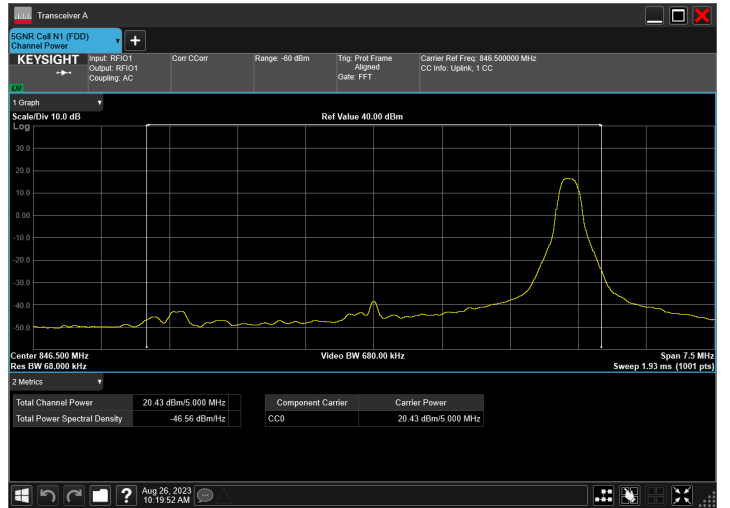 Transceiver A
5GNR Cell N1 (FDD)
Channel Power
KEYSIGHT
LXI
Input: RFIO1
Output: RFIO1
Coupling: AC
Corr CCorr
Range: -60 dBm
Trig: Prot Frame
Aligned
Gate: FFT
Carrier Ref Freq: 846.500000 MHz
CC Info: Uplink, 1 CC
1 Graph
Scale/Div 10.0 dB
Ref Value 40.00 dBm
Log
30.0
20.0
10.0
0.00
-10.0
-20.0
-30.0
-40.0
-50.0
Center 846.500 MHz
Video BW 680.00 kHz
Span 7.5 MHz
Res BW 68.000 kHz
Sweep 1.93 ms (1001 pts)
2 Metrics
Total Channel Power 20.43 dBm/5.000 MHz
Total Power Spectral Density -46.56 dBm/Hz
Component Carrier Carrier Power
CC0 20.43 dBm/5.000 MHz
Aug 26, 2023
10:19:52 AM